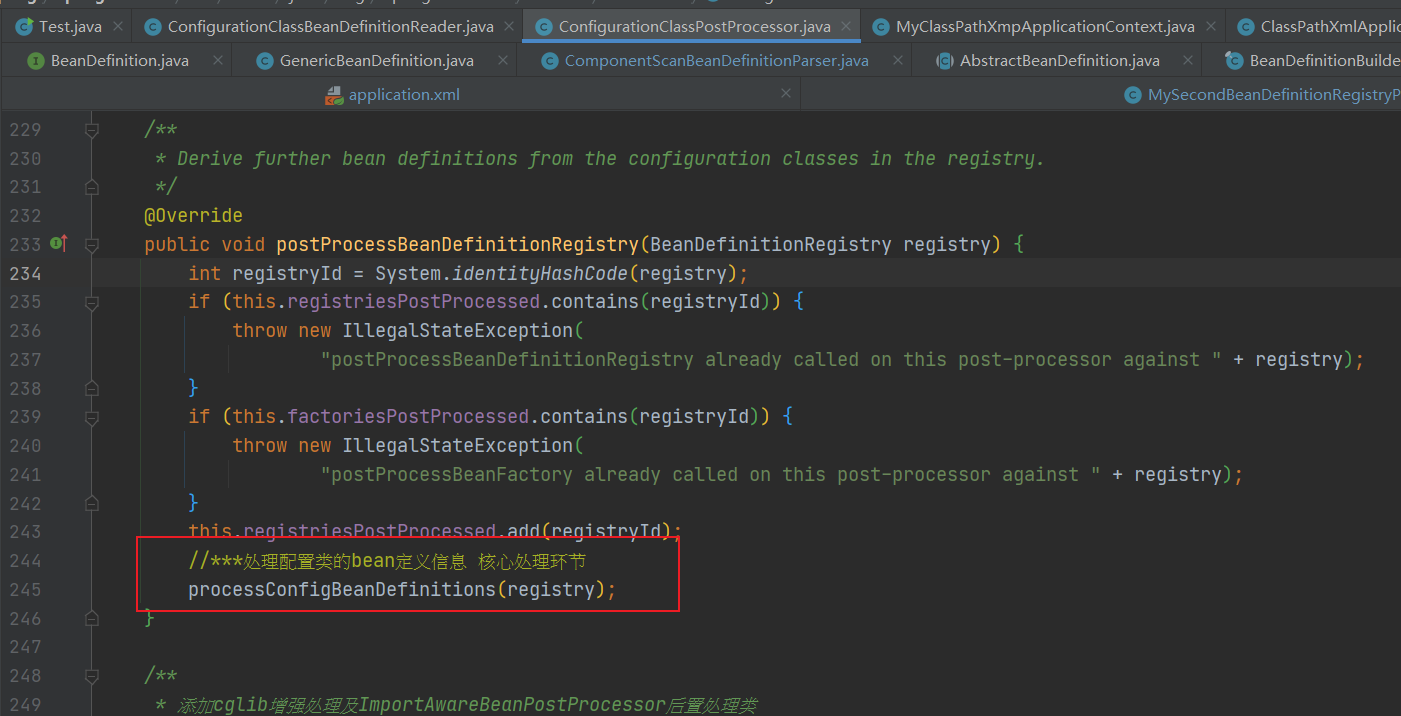 Test.java ConfigurationClassBeanDefinitionReader.java ConfigurationClassPostProcessor.java MyClassPathXmpApplicationContext.java ClassPathXmlApplic
BeanDefinition.java GenericBeanDefinition.java ComponentScanBeanDefinitionParser.java AbstractBeanDefinition.java BeanDefinitionBuilde
application.xml MySecondBeanDefinitionRegistryP
229 /**
230 * Derive further bean definitions from the configuration classes in the registry.
231 */
232 @Override
233 public void postProcessBeanDefinitionRegistry(BeanDefinitionRegistry registry) {
234 int registryId = System.identityHashCode(registry);
235 if (this.registriesPostProcessed.contains(registryId)) {
236 throw new IllegalStateException(
237 "postProcessBeanDefinitionRegistry already called on this post-processor against " + registry);
238 }
239 if (this.factoriesPostProcessed.contains(registryId)) {
240 throw new IllegalStateException(
241 "postProcessBeanFactory already called on this post-processor against " + registry);
242 }
243 this.registriesPostProcessed.add(registryId);
244 //***处理配置类的bean定义信息 核心处理环节
245 processConfigBeanDefinitions(registry);
246 }
247
248 /**
249 * 添加cglib增强处理及ImportAwareBeanPostProcessor后置处理类